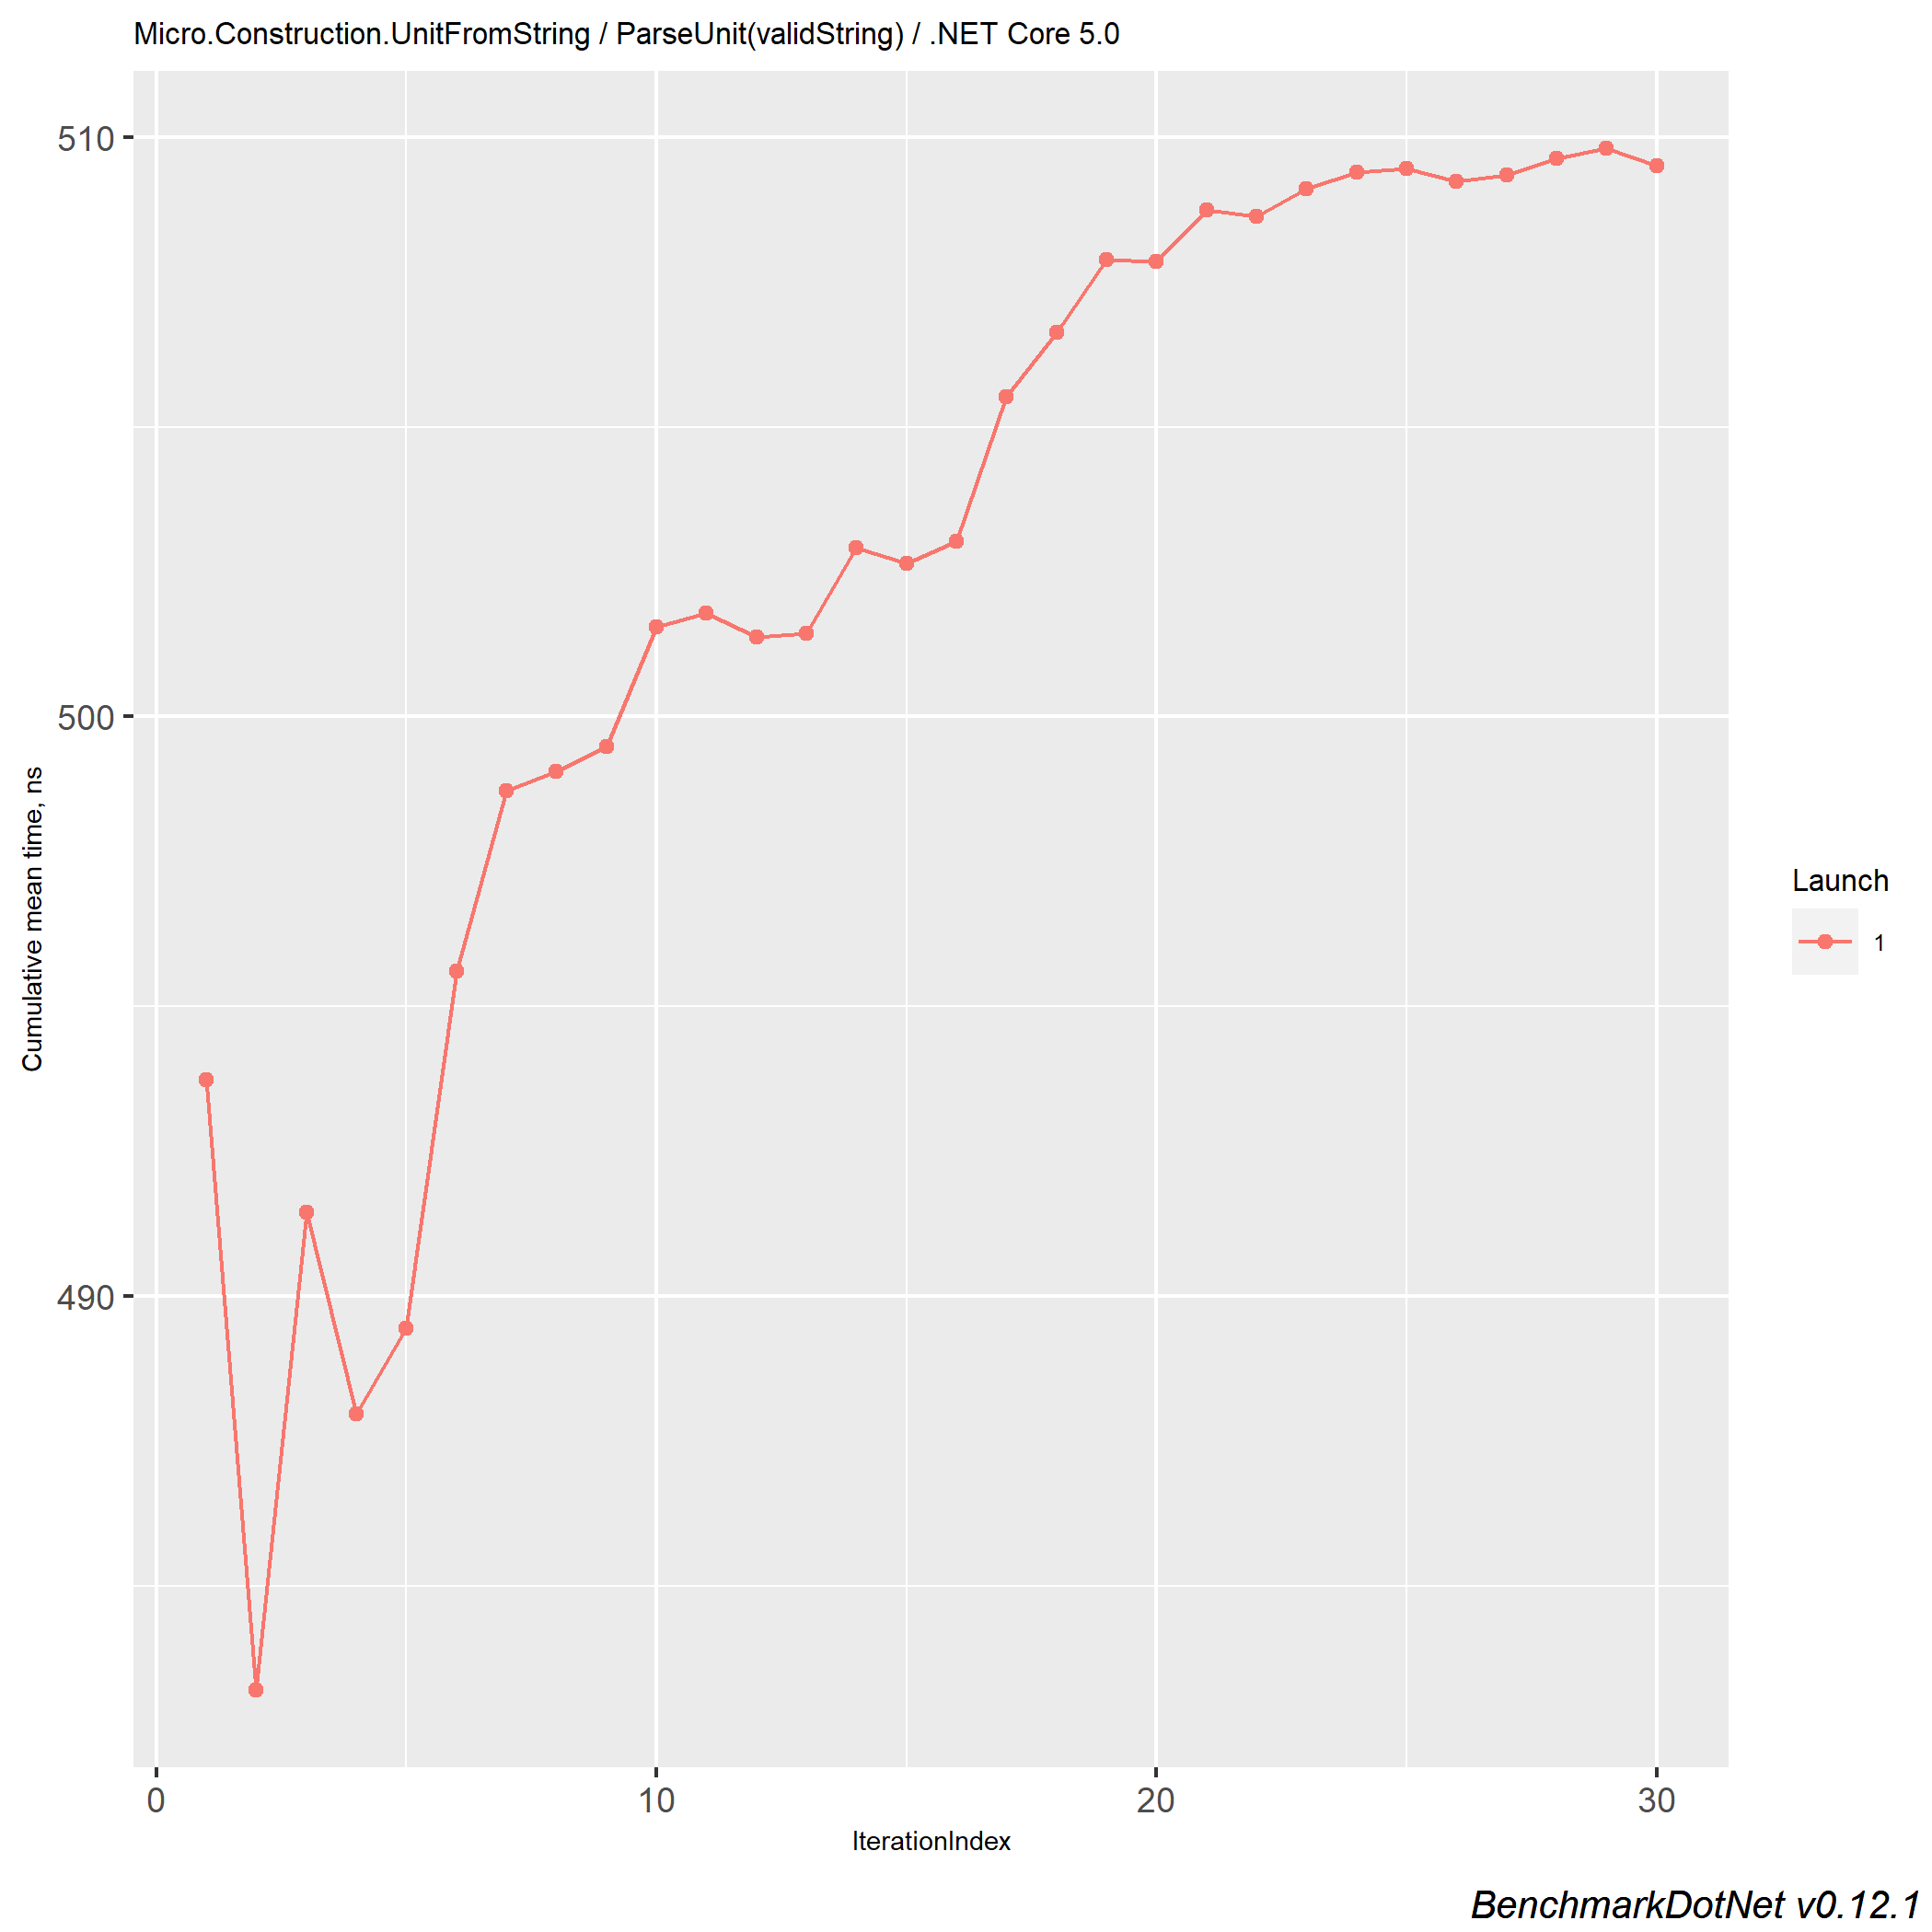 Micro.Construction.UnitFromString / ParseUnit(validString) / .NET Core 5.0
510
500
490
Cumulative mean time, ns
0 10 20 30
IterationIndex
Launch
1
BenchmarkDotNet v0.12.1